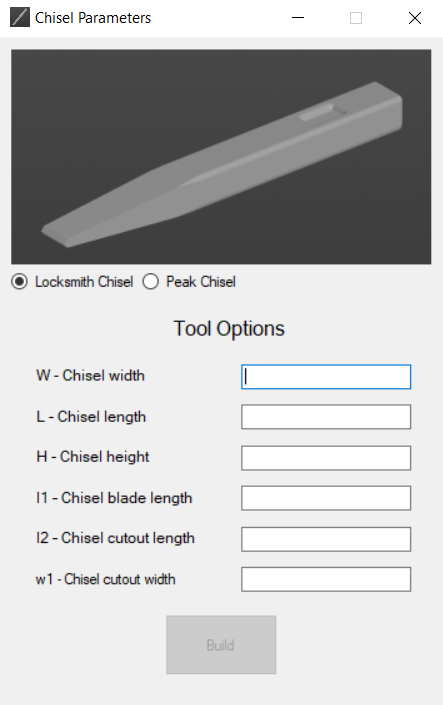 Chisel Parameters
Locksmith Chisel Peak Chisel
Tool Options
W - Chisel width
L - Chisel length
H - Chisel height
l1 - Chisel blade length
l2 - Chisel cutout length
w1 - Chisel cutout width
Build